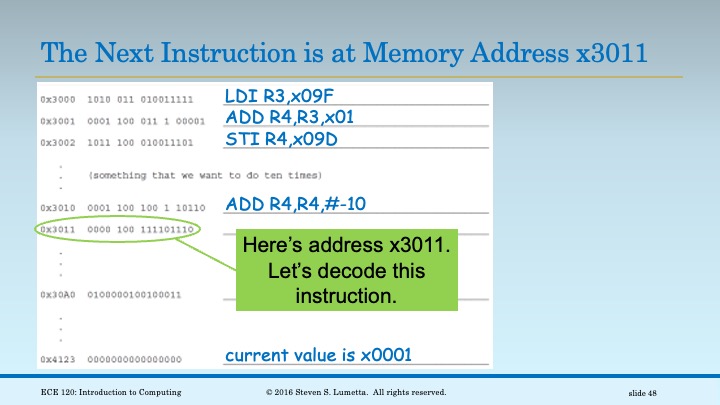 The Next Instruction is at Memory Address x3011
0x3000 1010 011 010011111 LDI R3,x09F
0x3001 0001 100 011 1 00001 ADD R4,R3,x01
0x3002 1011 100 010011101 STI R4,x09D
.
. (something that we want to do ten times)
.
0x3010 0001 100 100 1 10110 ADD R4,R4,#-10
0x3011 0000 100 111101110
Here’s address x3011.
Let’s decode this
instruction.
.
.
.
0x30A0 0100000100100011
.
.
.
0x4123 0000000000000000 current value is x0001
ECE 120: Introduction to Computing © 2016 Steven S. Lumetta. All rights reserved. slide 48